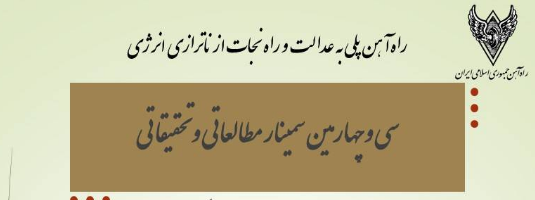 راه آهن پلی به عدالت و راه نجات از ناترازی انرژی
راه‌آهن جمهوری اسلامی ایران
سی و چهارمین سمینار مطالعاتی و تحقیقاتی